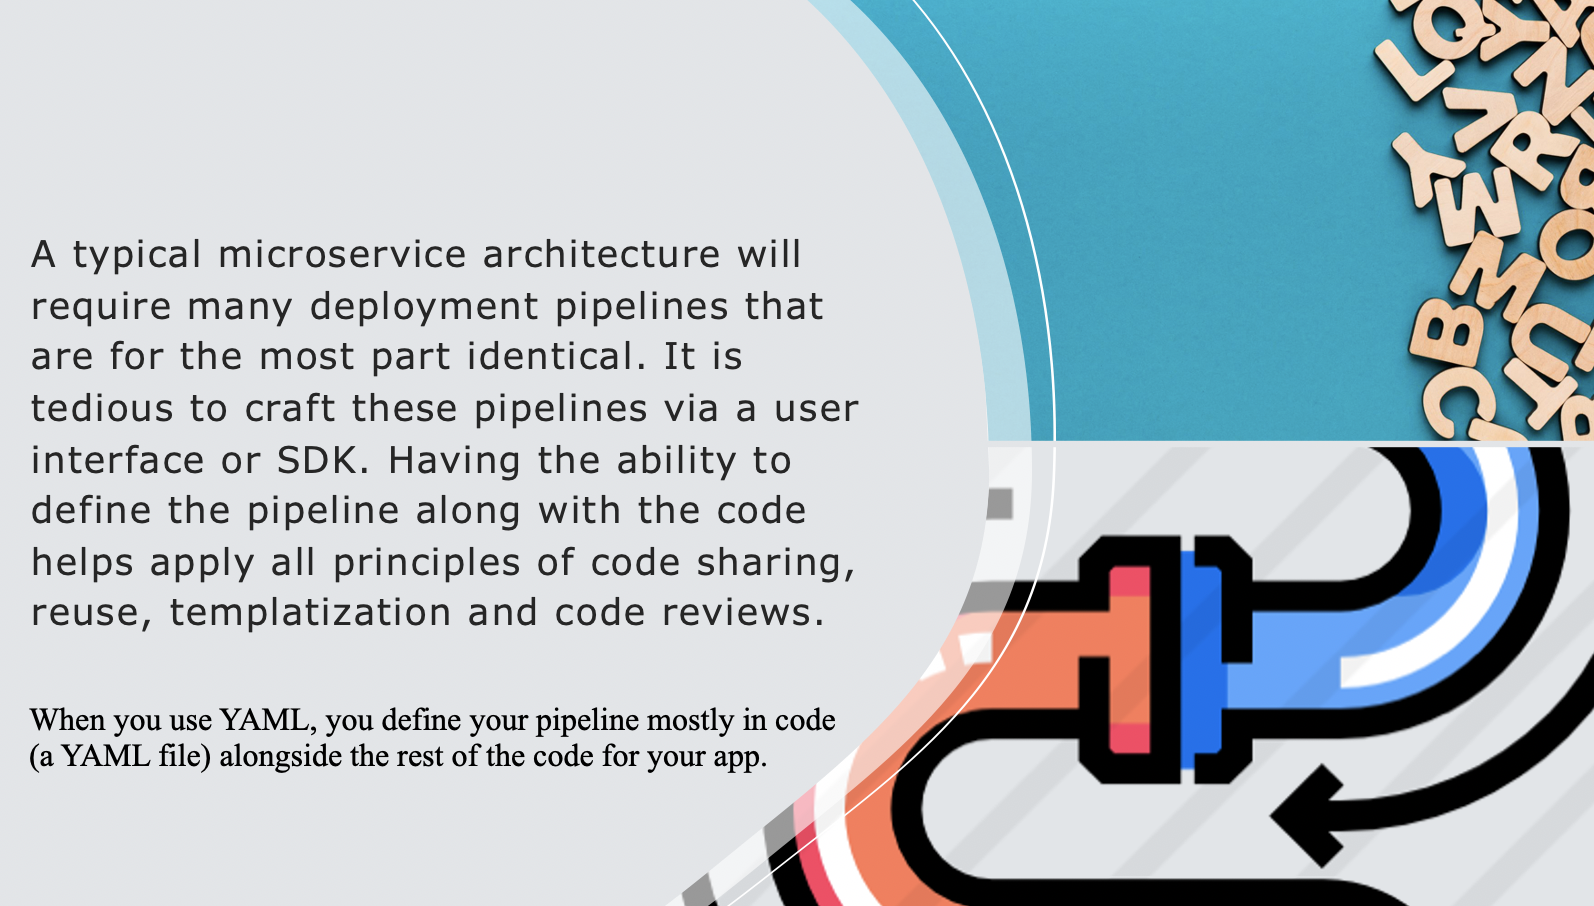 A typical microservice architecture will
require many deployment pipelines that
are for the most part identical. It is
tedious to craft these pipelines via a user
interface or SDK. Having the ability to
define the pipeline along with the code
helps apply all principles of code sharing,
reuse, templatization and code reviews.
When you use YAML, you define your pipeline mostly in code
(a YAML file) alongside the rest of the code for your app.